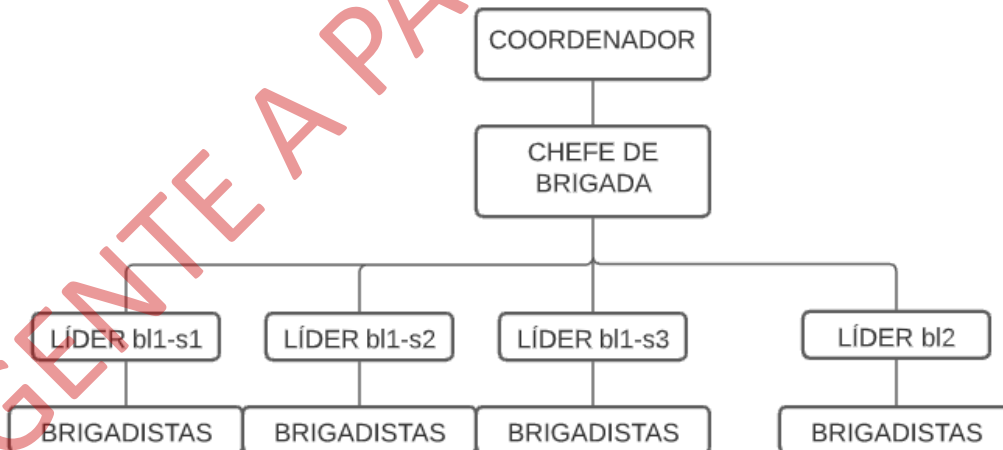 COORDENADOR
CHEFE DE
BRIGADA
LÍDER bl1-s1
LÍDER bl1-s2
LÍDER bl1-s3
LÍDER bl2
BRIGADISTAS
BRIGADISTAS
BRIGADISTAS
BRIGADISTAS
GENTE A PA